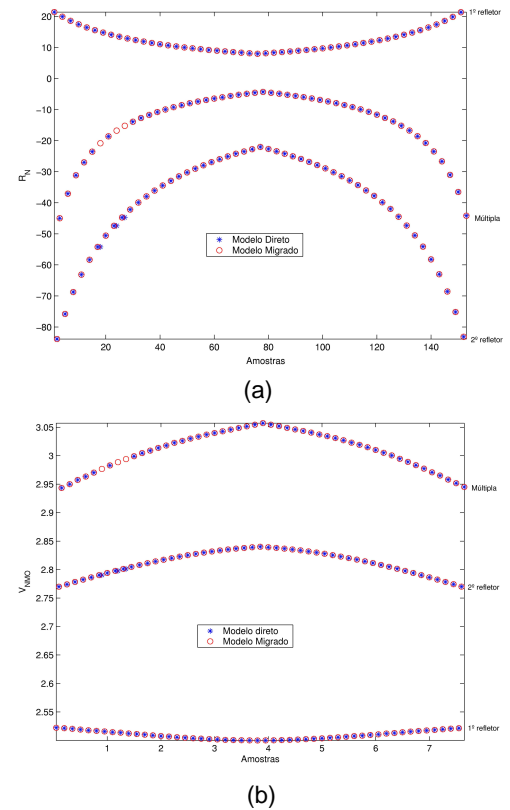 20
10
0
−10
−20
−30
−40
−50
−60
−70
−80
R_N
1º refletor
Múltipla
2º refletor
Modelo Direto
Modelo Migrado
20 40 60 80 100 120 140
Amostras
(a)
3.05
3
2.95
2.9
2.85
2.8
2.75
2.7
2.65
2.6
2.55
V_NMO
Múltipla
2º refletor
Modelo direto
Modelo Migrado
1º refletor
1 2 3 4 5 6 7
Amostras
(b)